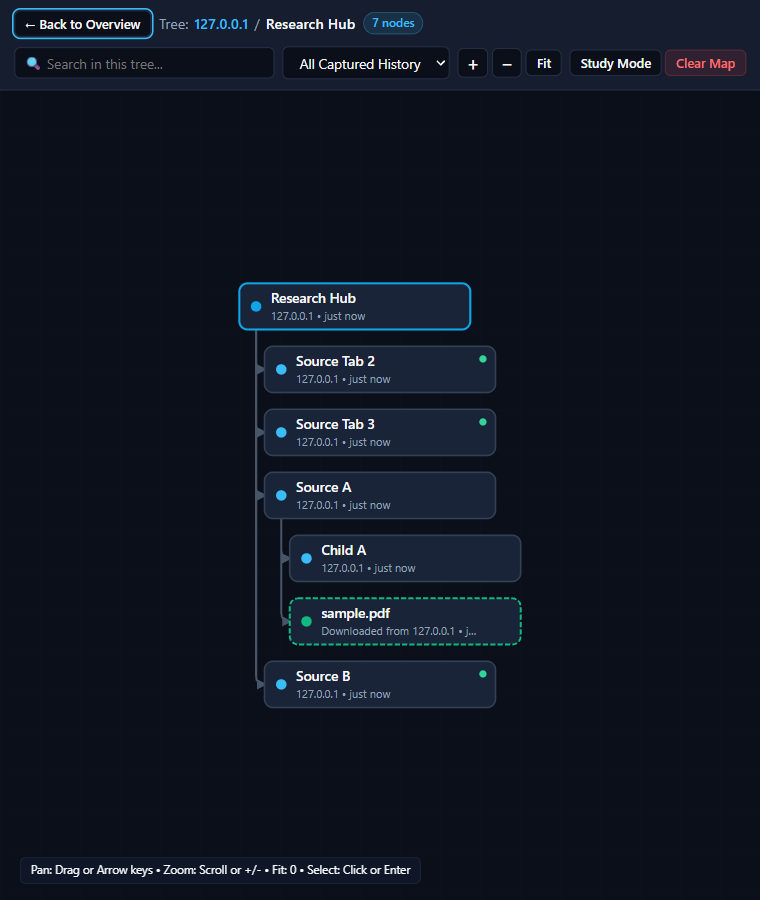 ← Back to Overview Tree: 127.0.0.1 / Research Hub 7 nodes
Search in this tree... All Captured History + − Fit Study Mode Clear Map
Research Hub
127.0.0.1 • just now
Source Tab 2
127.0.0.1 • just now
Source Tab 3
127.0.0.1 • just now
Source A
127.0.0.1 • just now
Child A
127.0.0.1 • just now
sample.pdf
Downloaded from 127.0.0.1 • j...
Source B
127.0.0.1 • just now
Pan: Drag or Arrow keys • Zoom: Scroll or +/- • Fit: 0 • Select: Click or Enter